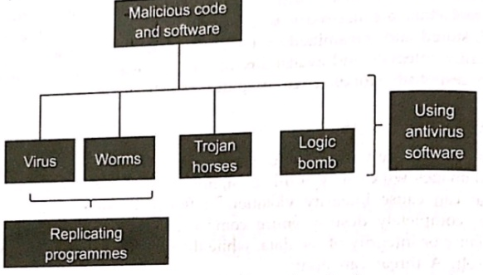 Malicious code
and software
Virus
Worms
Trojan
horses
Logic
bomb
Using
antivirus
software
Replicating
programmes